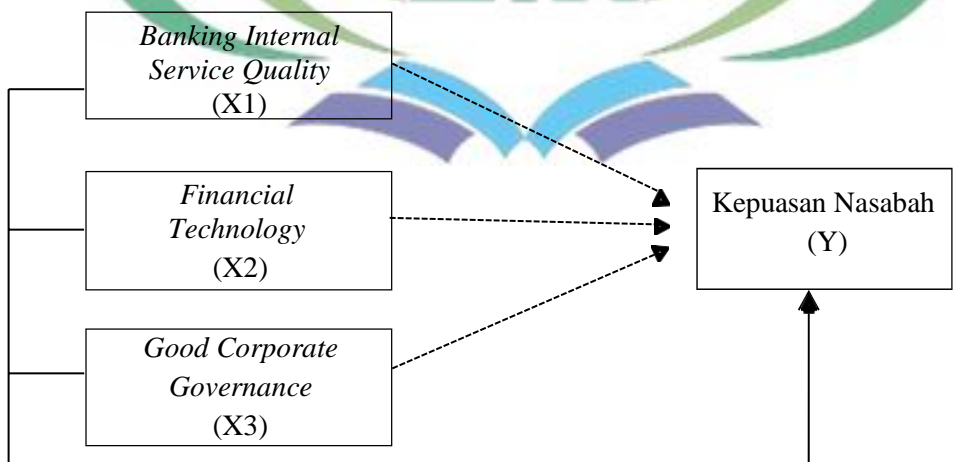 Banking Internal
Service Quality
(X1)
Financial
Technology
(X2)
Kepuasan Nasabah
(Y)
Good Corporate
Governance
(X3)